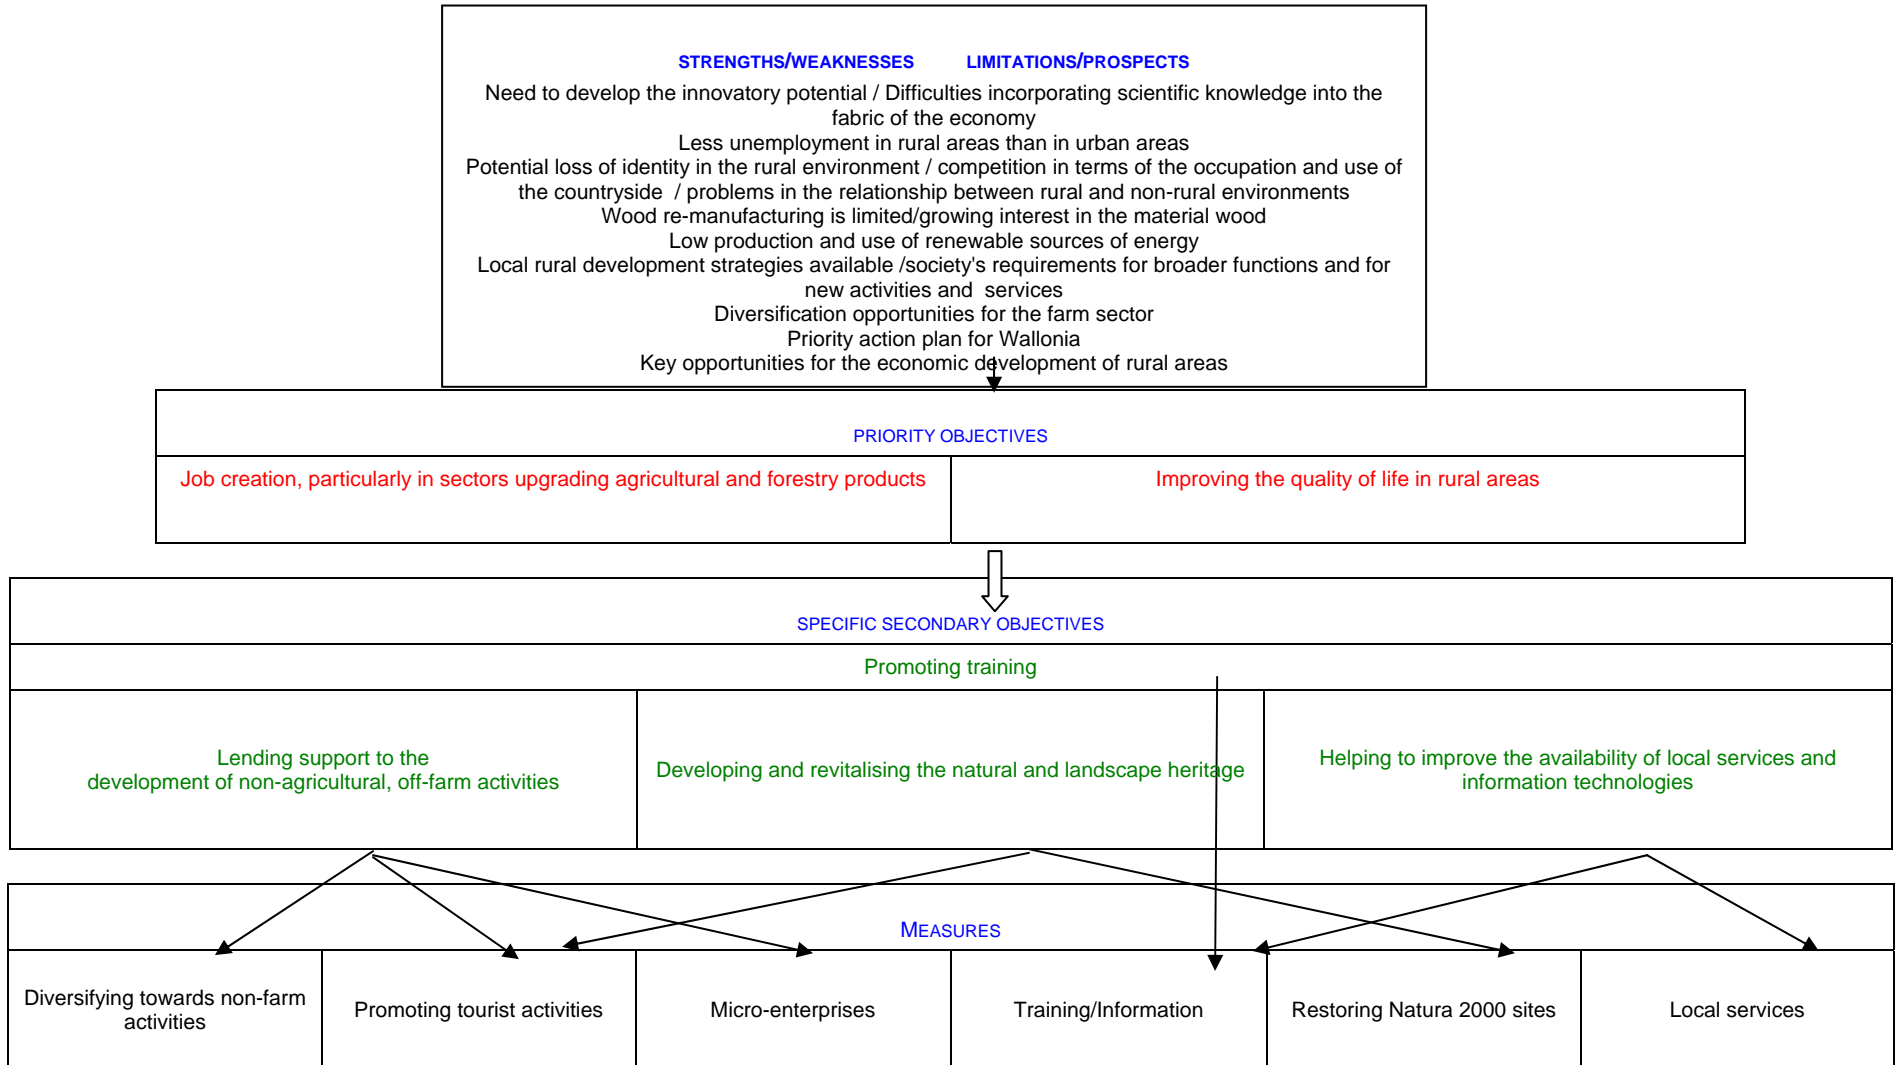 STRENGTHS/WEAKNESSES LIMITATIONS/PROSPECTS
Need to develop the innovatory potential / Difficulties incorporating scientific knowledge into the
fabric of the economy
Less unemployment in rural areas than in urban areas
Potential loss of identity in the rural environment / competition in terms of the occupation and use of
the countryside / problems in the relationship between rural and non-rural environments
Wood re-manufacturing is limited/growing interest in the material wood
Low production and use of renewable sources of energy
Local rural development strategies available /society's requirements for broader functions and for
new activities and services
Diversification opportunities for the farm sector
Priority action plan for Wallonia
Key opportunities for the economic development of rural areas
PRIORITY OBJECTIVES
Job creation, particularly in sectors upgrading agricultural and forestry products
Improving the quality of life in rural areas
SPECIFIC SECONDARY OBJECTIVES
Promoting training
Lending support to the
development of non-agricultural, off-farm activities
Developing and revitalising the natural and landscape heritage
Helping to improve the availability of local services and
information technologies
MEASURES
Diversifying towards non-farm
activities
Promoting tourist activities
Micro-enterprises
Training/Information
Restoring Natura 2000 sites
Local services